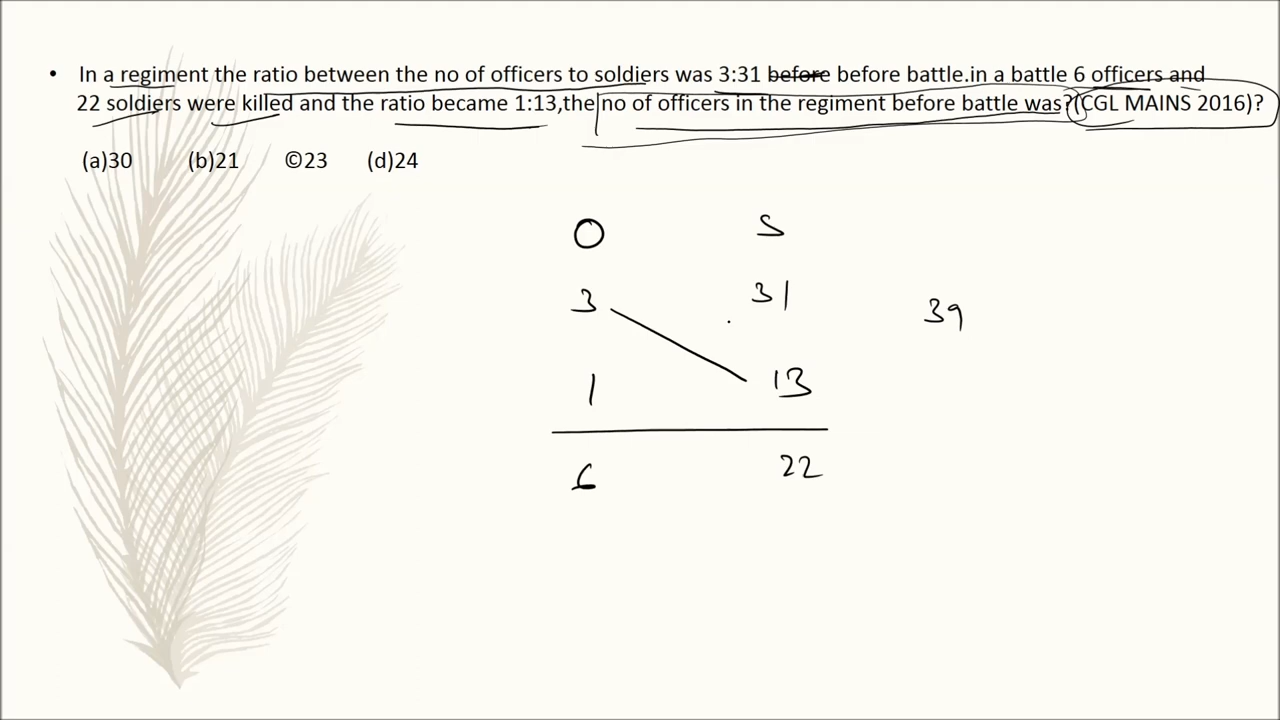 • In a regiment the ratio between the no of officers to soldiers was 3:31 before before battle.in a battle 6 officers and
22 soldiers were killed and the ratio became 1:13,the no of officers in the regiment before battle was?(CGL MAINS 2016)?
(a)30 (b)21 ©23 (d)24
O S
3 31 39
1 13
6 22